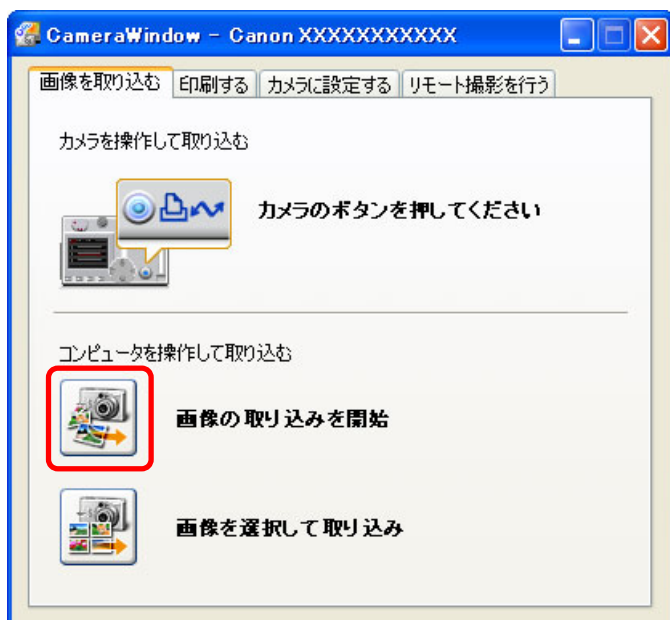 CameraWindow - Canon XXXXXXXXXXX
画像を取り込む 印刷する カメラに設定する リモート撮影を行う
カメラを操作して取り込む
カメラのボタンを押してください
コンピュータを操作して取り込む
画像の取り込みを開始
画像を選択して取り込み